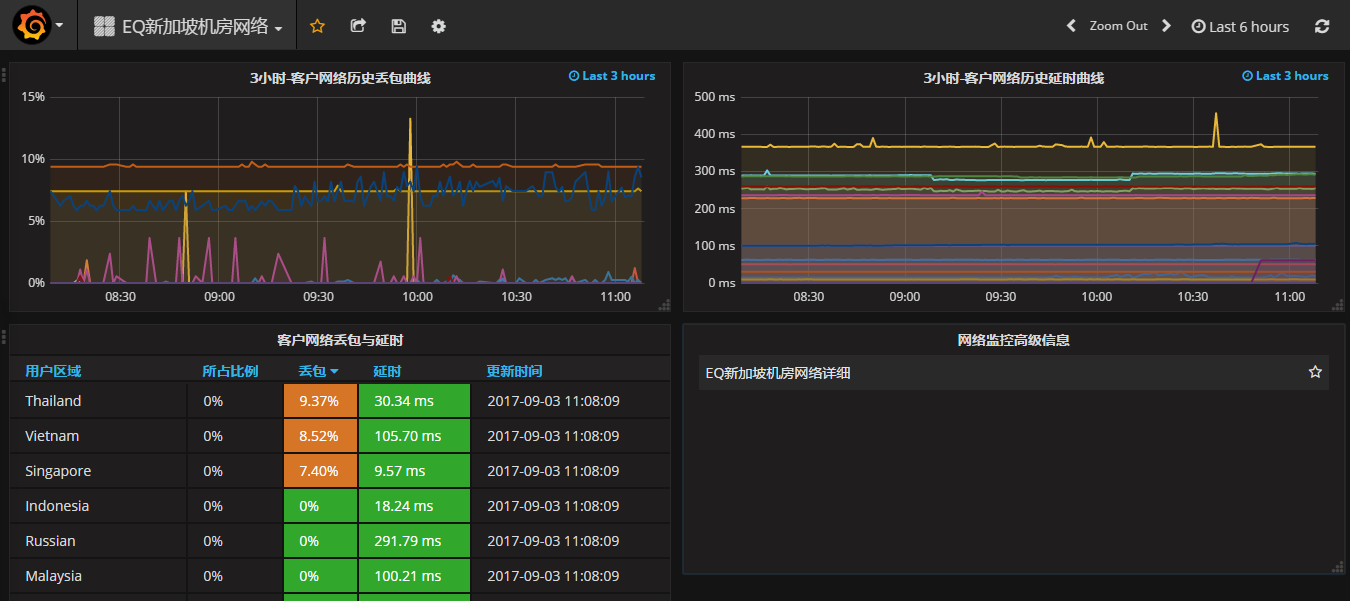 EQ新加坡机房网络
Zoom Out
Last 6 hours
3小时-客户网络历史丢包曲线
Last 3 hours
15%
10%
5%
0%
08:30 09:00 09:30 10:00 10:30 11:00
3小时-客户网络历史延时曲线
Last 3 hours
500 ms
400 ms
300 ms
200 ms
100 ms
0 ms
08:30 09:00 09:30 10:00 10:30 11:00
客户网络丢包与延时
用户区域 所占比例 丢包 延时 更新时间
Thailand 0% 9.37% 30.34 ms 2017-09-03 11:08:09
Vietnam 0% 8.52% 105.70 ms 2017-09-03 11:08:09
Singapore 0% 7.40% 9.57 ms 2017-09-03 11:08:09
Indonesia 0% 0% 18.24 ms 2017-09-03 11:08:09
Russian 0% 0% 291.79 ms 2017-09-03 11:08:09
Malaysia 0% 0% 100.21 ms 2017-09-03 11:08:09
网络监控高级信息
EQ新加坡机房网络详细